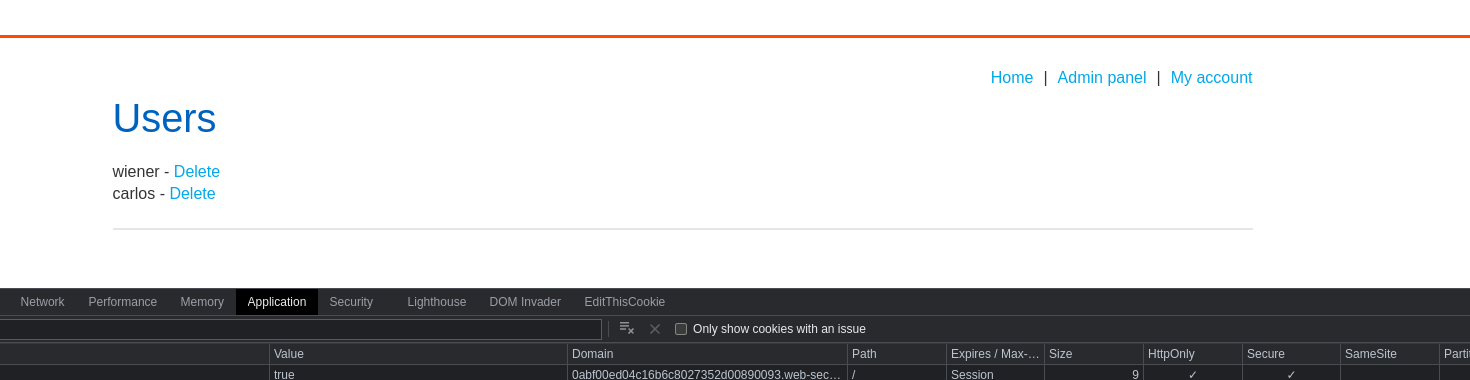 Home | Admin panel | My account
Users
wiener - Delete
carlos - Delete
Network Performance Memory Application Security Lighthouse DOM Invader EditThisCookie
Only show cookies with an issue
Value Domain Path Expires / Max-… Size HttpOnly Secure SameSite Partit
true 0abf00ed04c16b6c8027352d00890093.web-sec… / Session 9 ✓ ✓